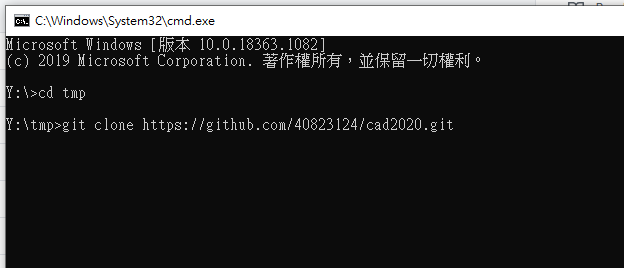 C:\Windows\System32\cmd.exe
Microsoft Windows [版本 10.0.18363.1082]
(c) 2019 Microsoft Corporation. 著作權所有，並保留一切權利。
Y:\>cd tmp
Y:\tmp>git clone https://github.com/40823124/cad2020.git